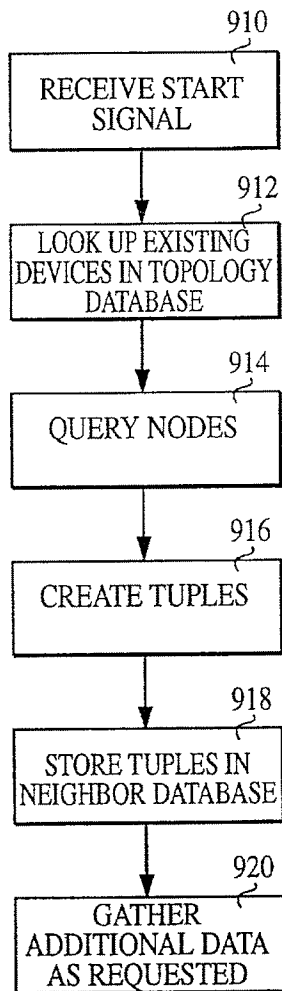 910
RECEIVE START
SIGNAL
912
LOOK UP EXISTING
DEVICES IN TOPOLOGY
DATABASE
914
QUERY NODES
916
CREATE TUPLES
918
STORE TUPLES IN
NEIGHBOR DATABASE
920
GATHER
ADDITIONAL DATA
AS REQUESTED